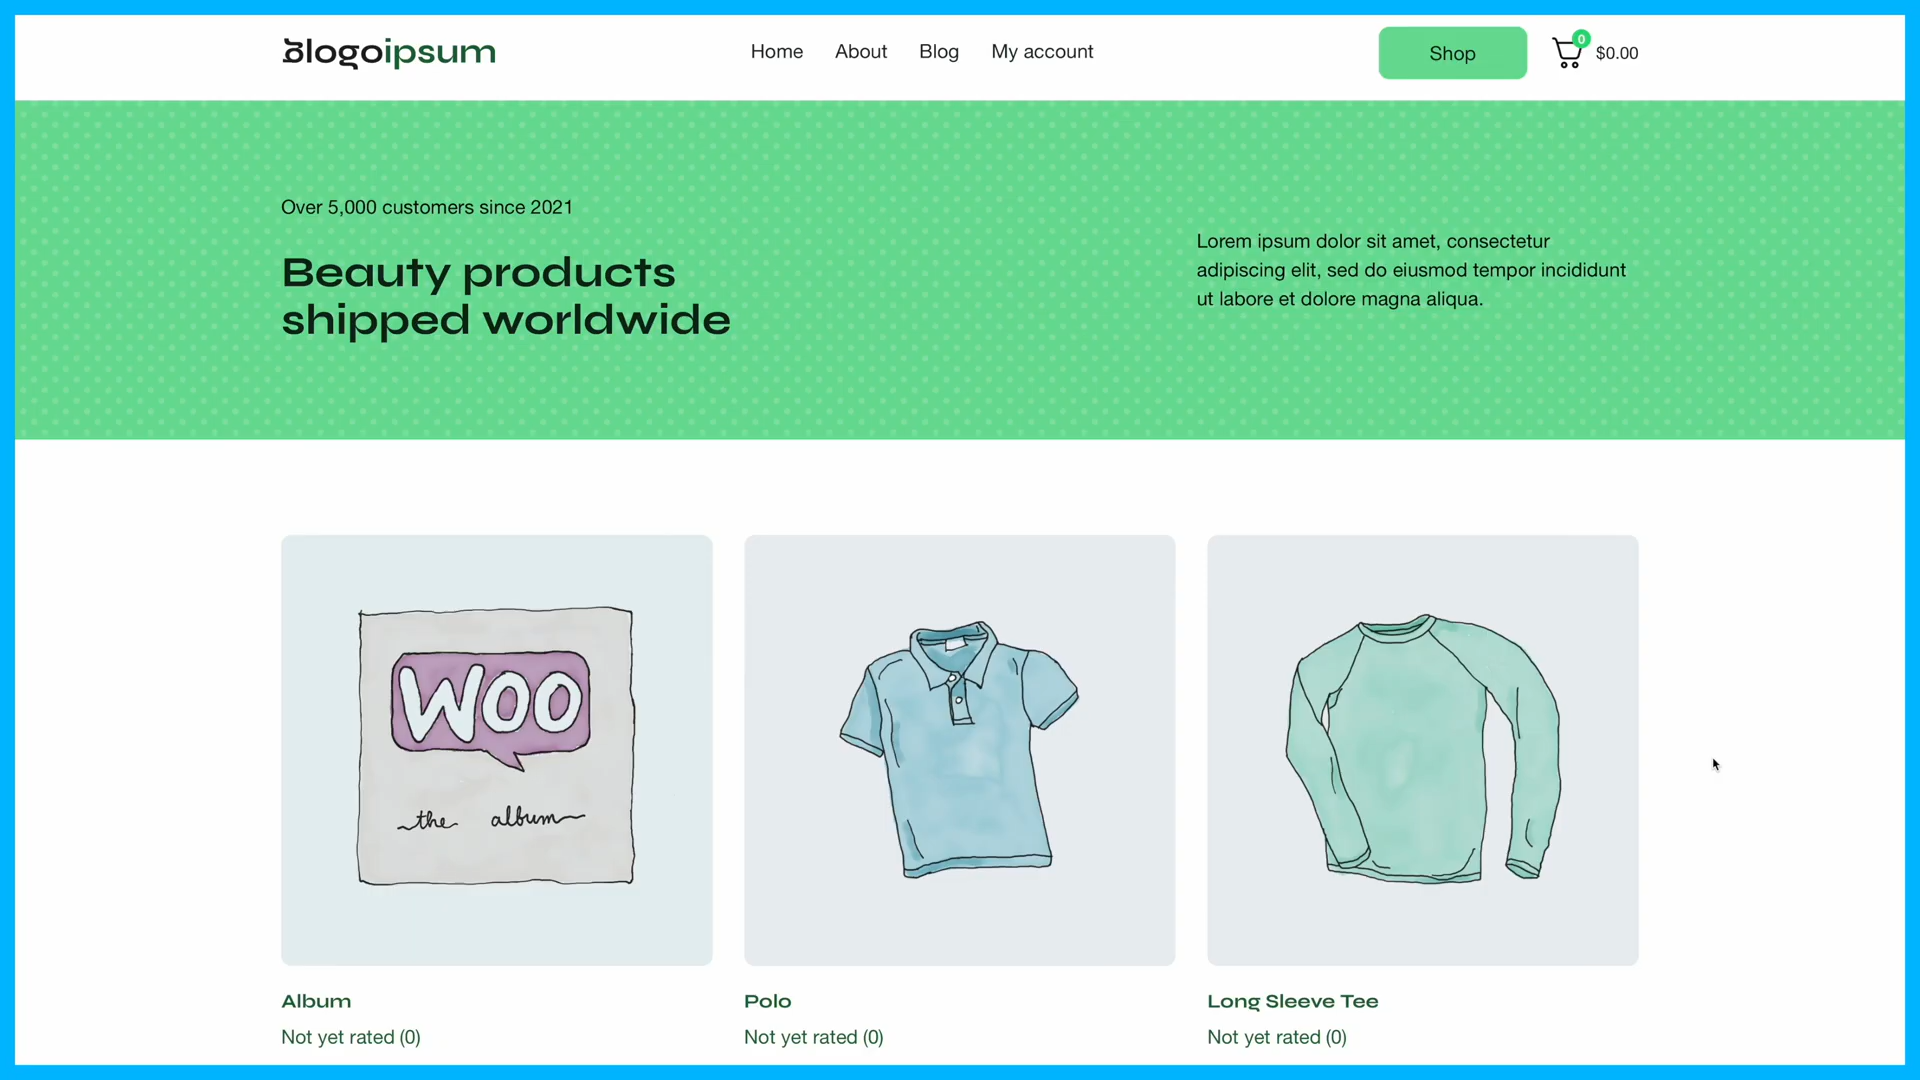 logoipsum
Home
About
Blog
My account
Shop
0
$0.00
Over 5,000 customers since 2021
Beauty products
shipped worldwide
Lorem ipsum dolor sit amet, consectetur
adipiscing elit, sed do eiusmod tempor incididunt
ut labore et dolore magna aliqua.
WOO
the album
Album
Not yet rated (0)
Polo
Not yet rated (0)
Long Sleeve Tee
Not yet rated (0)